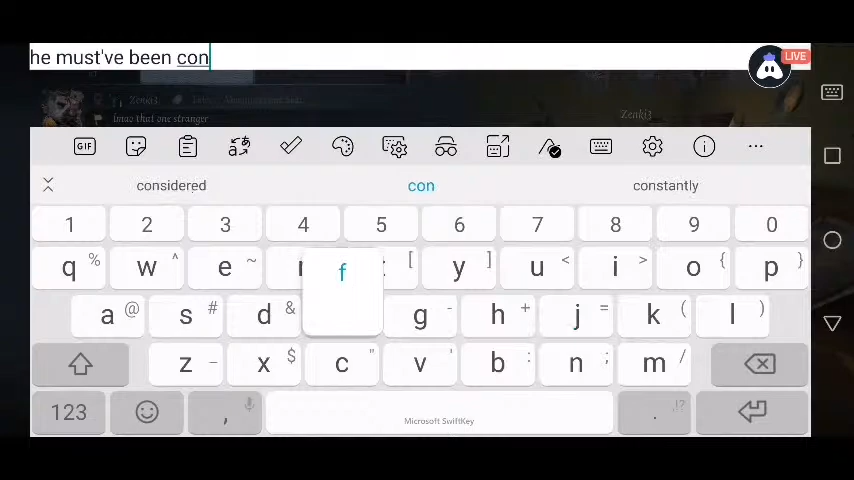 he must've been con
LIVE
Zenki3
Zenki3
lmao that one stranger
GIF
considered con constantly
1 2 3 4 5 6 7 8 9 0
q % w ^ e ~ r [ y ] u < i > o { p }
f
a @ s # d & g - h + j = k ( l )
z _ x $ c " v ' b : n ; m /
123 , . ,!?
Microsoft SwiftKey